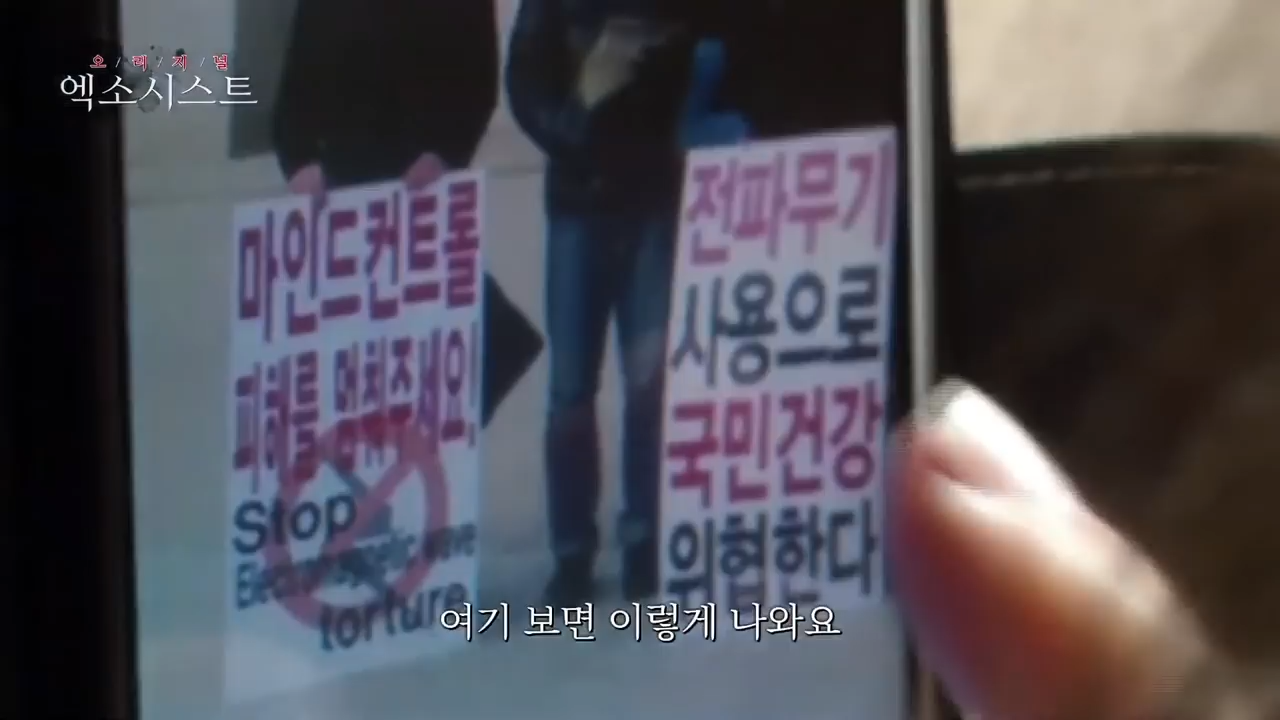 오/리/지/널
엑소시스트
마인드컨트롤
피해를 멈춰주세요!
Stop
Electromagnetic wave
torture
전파무기
사용으로
국민건강
위협한다
여기 보면 이렇게 나와요